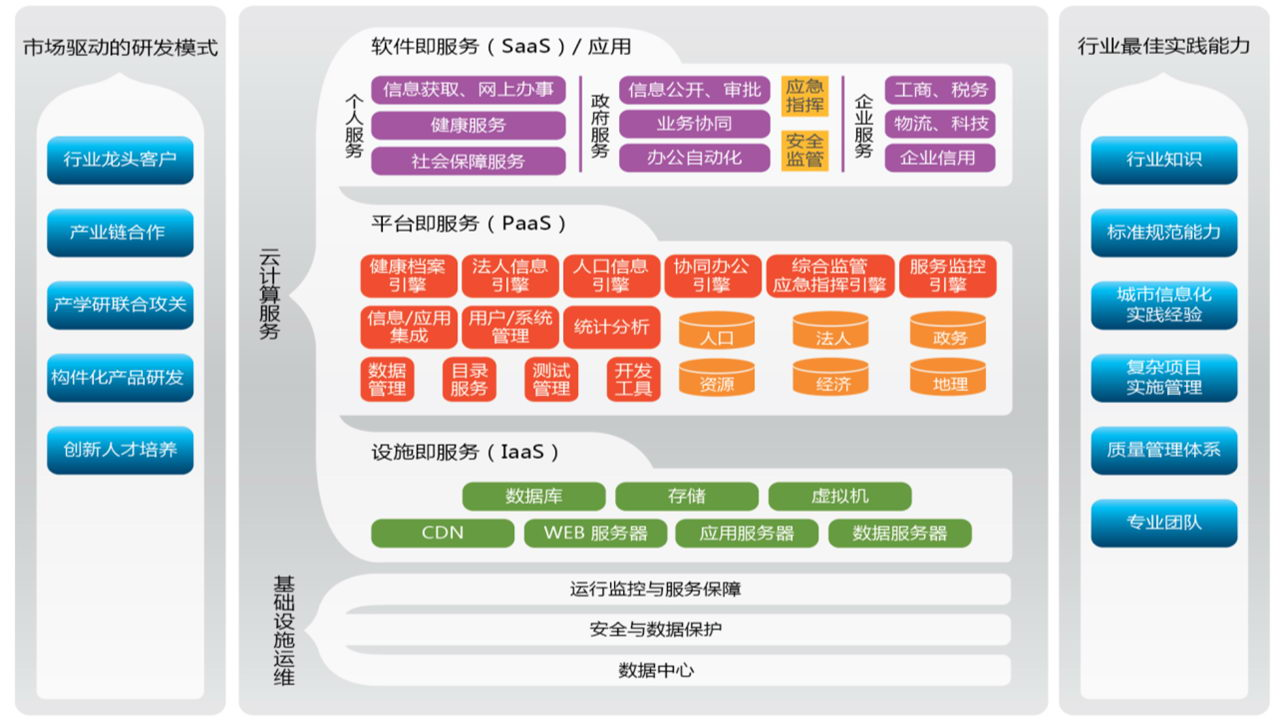 市场驱动的研发模式
行业龙头客户
产业链合作
产学研联合攻关
构件化产品研发
创新人才培养
云计算服务
软件即服务（SaaS）/ 应用
个人服务
信息获取、网上办事
健康服务
社会保障服务
政府服务
信息公开、审批
业务协同
办公自动化
应急
指挥
安全
监管
企业服务
工商、税务
物流、科技
企业信用
平台即服务（PaaS）
健康档案
引擎
法人信息
引擎
人口信息
引擎
协同办公
引擎
综合监管
应急指挥引擎
服务监控
引擎
信息/应用
集成
用户/系统
管理
统计分析
人口
法人
政务
数据
管理
目录
服务
测试
管理
开发
工具
资源
经济
地理
设施即服务（IaaS）
数据库
存储
虚拟机
CDN
WEB 服务器
应用服务器
数据服务器
基础设施运维
运行监控与服务保障
安全与数据保护
数据中心
行业最佳实践能力
行业知识
标准规范能力
城市信息化
实践经验
复杂项目
实施管理
质量管理体系
专业团队